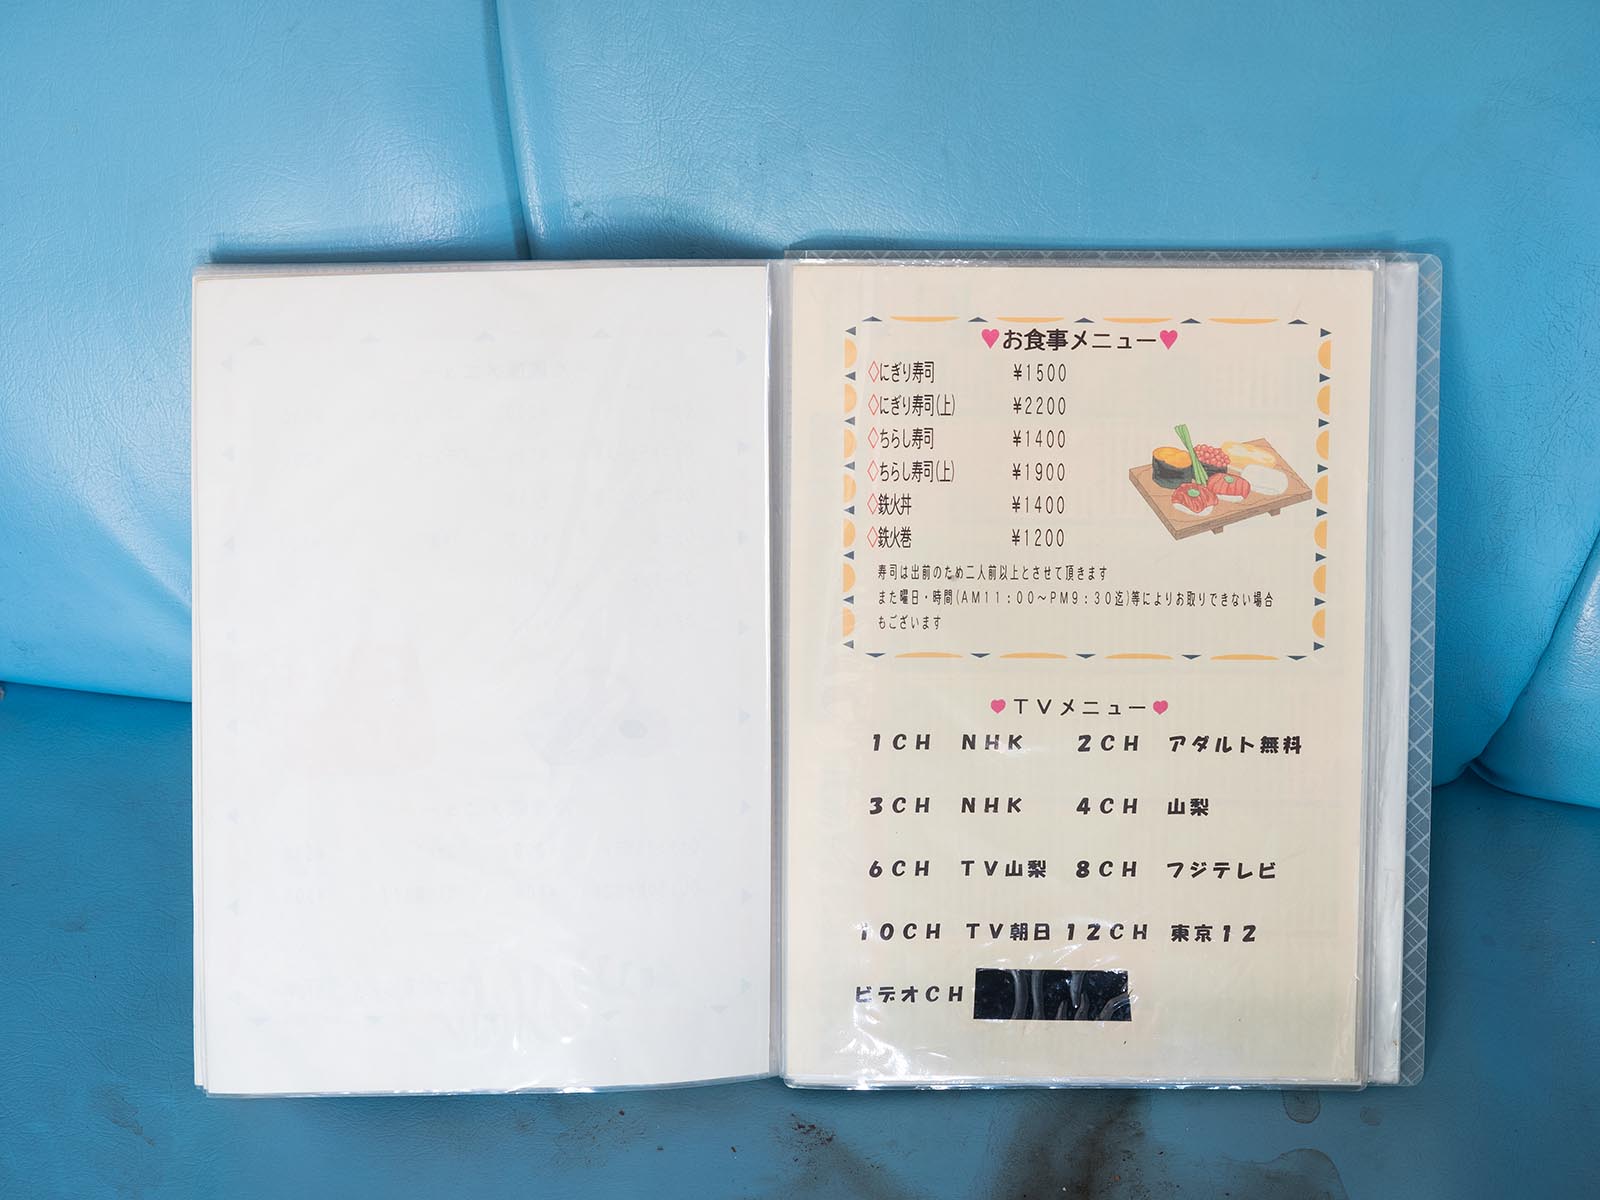 ♥お食事メニュー♥
◇にぎり寿司 ¥1500
◇にぎり寿司(上) ¥2200
◇ちらし寿司 ¥1400
◇ちらし寿司(上) ¥1900
◇鉄火丼 ¥1400
◇鉄火巻 ¥1200
寿司は出前のため二人前以上とさせて頂きます
また曜日・時間(AM11:00～PM9:30迄)等によりお取りできない場合
もございます
♥TVメニュー♥
1CH NHK 2CH アダルト無料
3CH NHK 4CH 山梨
6CH TV山梨 8CH フジテレビ
10CH TV朝日 12CH 東京12
ビデオCH